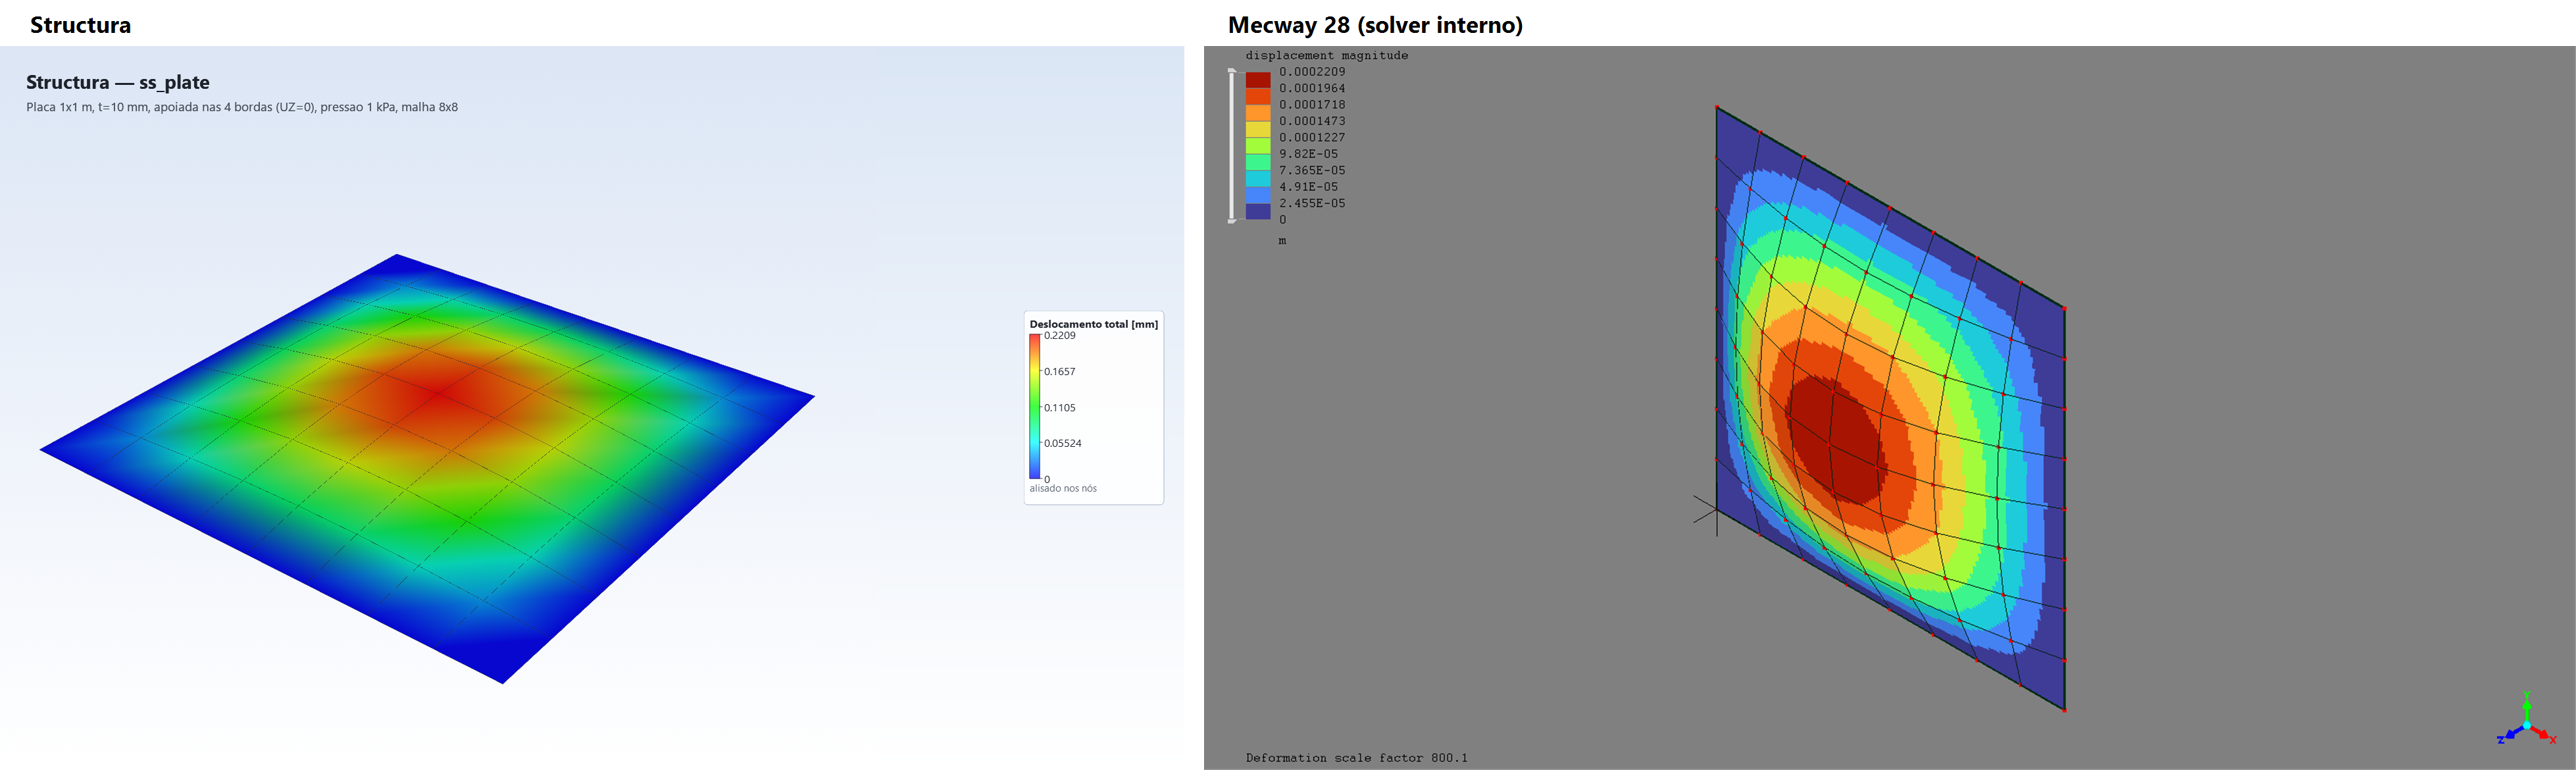 Structura
Structura — ss_plate
Placa 1x1 m, t=10 mm, apoiada nas 4 bordas (UZ=0), pressao 1 kPa, malha 8x8
Deslocamento total [mm]
0.2209
0.1657
0.1105
0.05524
0
alisado nos nós
Mecway 28 (solver interno)
displacement magnitude
0.0002209
0.0001964
0.0001718
0.0001473
0.0001227
9.82E-05
7.365E-05
4.91E-05
2.455E-05
0
m
Deformation scale factor 800.1
Y
Z
X